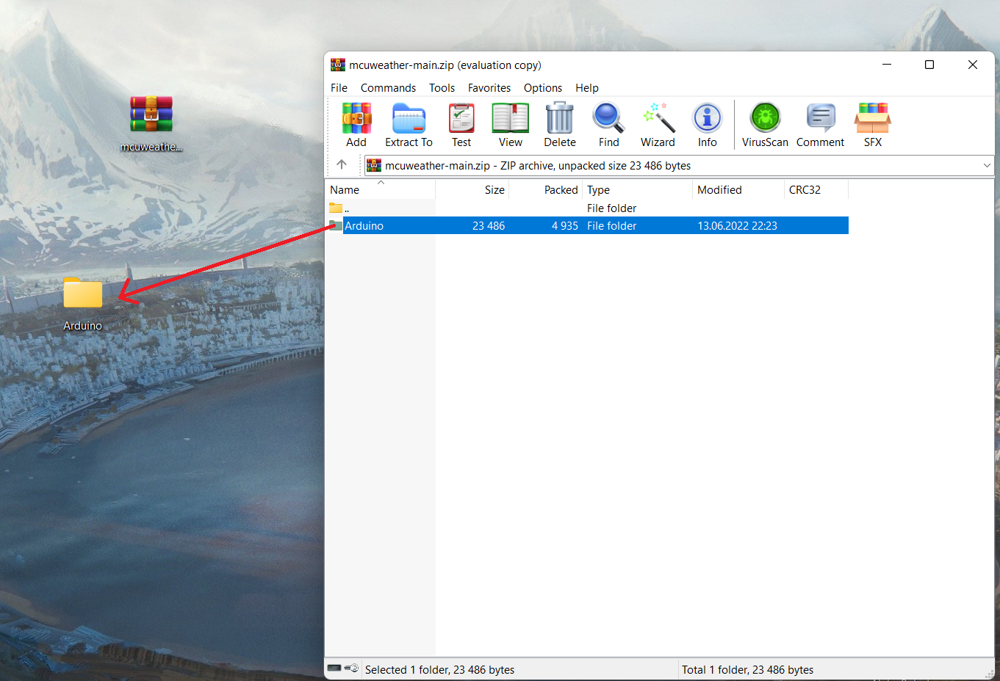 mcuweather-main.zip (evaluation copy)
File Commands Tools Favorites Options Help
Add Extract To Test View Delete Find Wizard Info VirusScan Comment SFX
mcuweather-main.zip - ZIP archive, unpacked size 23 486 bytes
Name Size Packed Type Modified CRC32
.. File folder
Arduino 23 486 4 935 File folder 13.06.2022 22:23
Selected 1 folder, 23 486 bytes Total 1 folder, 23 486 bytes
mcuweathe...
Arduino